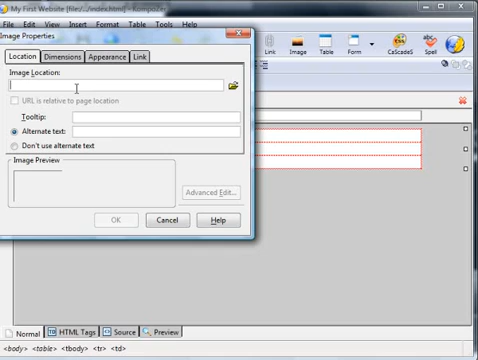 My First Website [file:/.../index.html] - KompoZer
File Edit View Insert Format Table Tools Help
Image Properties
Location Dimensions Appearance Link
Image Location:
URL is relative to page location
Tooltip:
Alternate text:
Don't use alternate text
Image Preview
Advanced Edit...
OK Cancel Help
Link Image Table Form CaScadeS Spell
Normal HTML Tags Source Preview
<body> <table> <tbody> <tr> <td>